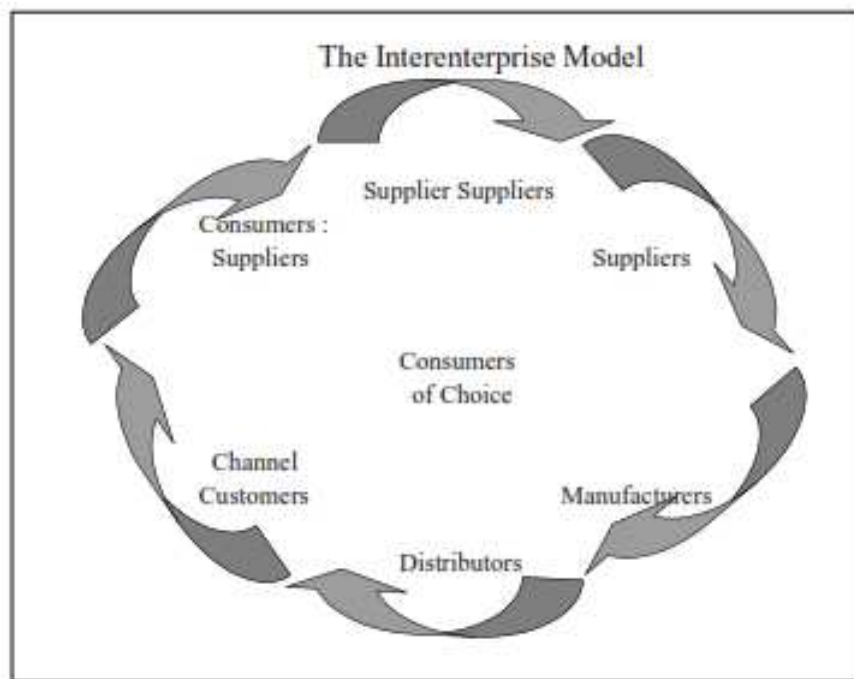 The Interenterprise Model
Supplier Suppliers
Consumers :
Suppliers
Suppliers
Consumers
of Choice
Channel
Customers
Manufacturers
Distributors